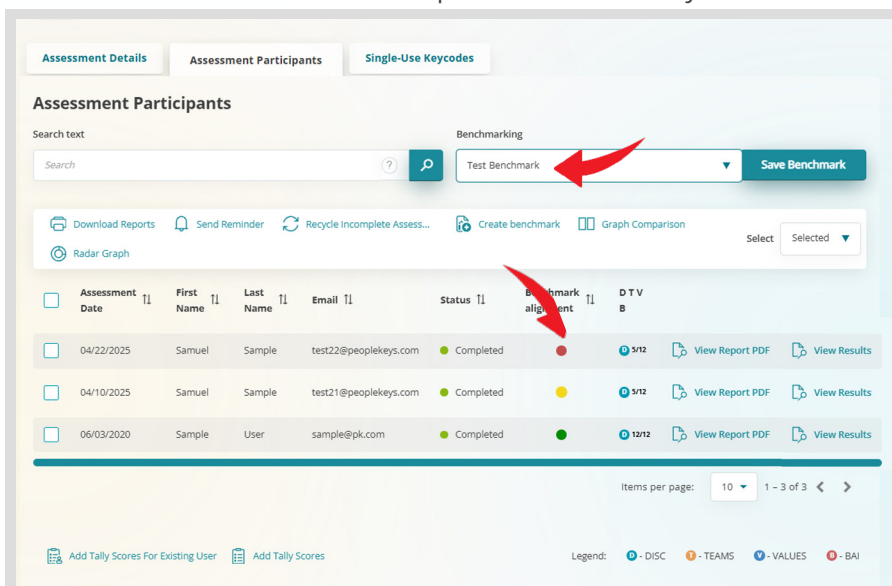 Assessment Details
Assessment Participants
Single-Use Keycodes
Assessment Participants
Search text
Benchmarking
Search
?
Test Benchmark
Save Benchmark
Download Reports
Send Reminder
Recycle Incomplete Assess...
Create benchmark
Graph Comparison
Radar Graph
Select
Selected
Assessment Date
First Name
Last Name
Email
Status
D T V B
04/22/2025 Samuel Sample test22@peoplekeys.com Completed D 5/12 View Report PDF View Results
04/10/2025 Samuel Sample test21@peoplekeys.com Completed D 5/12 View Report PDF View Results
06/03/2020 Sample User sample@pk.com Completed D 12/12 View Report PDF View Results
Items per page: 10 1 – 3 of 3
Add Tally Scores For Existing User
Add Tally Scores
Legend: D - DISC T - TEAMS V - VALUES B - BAI